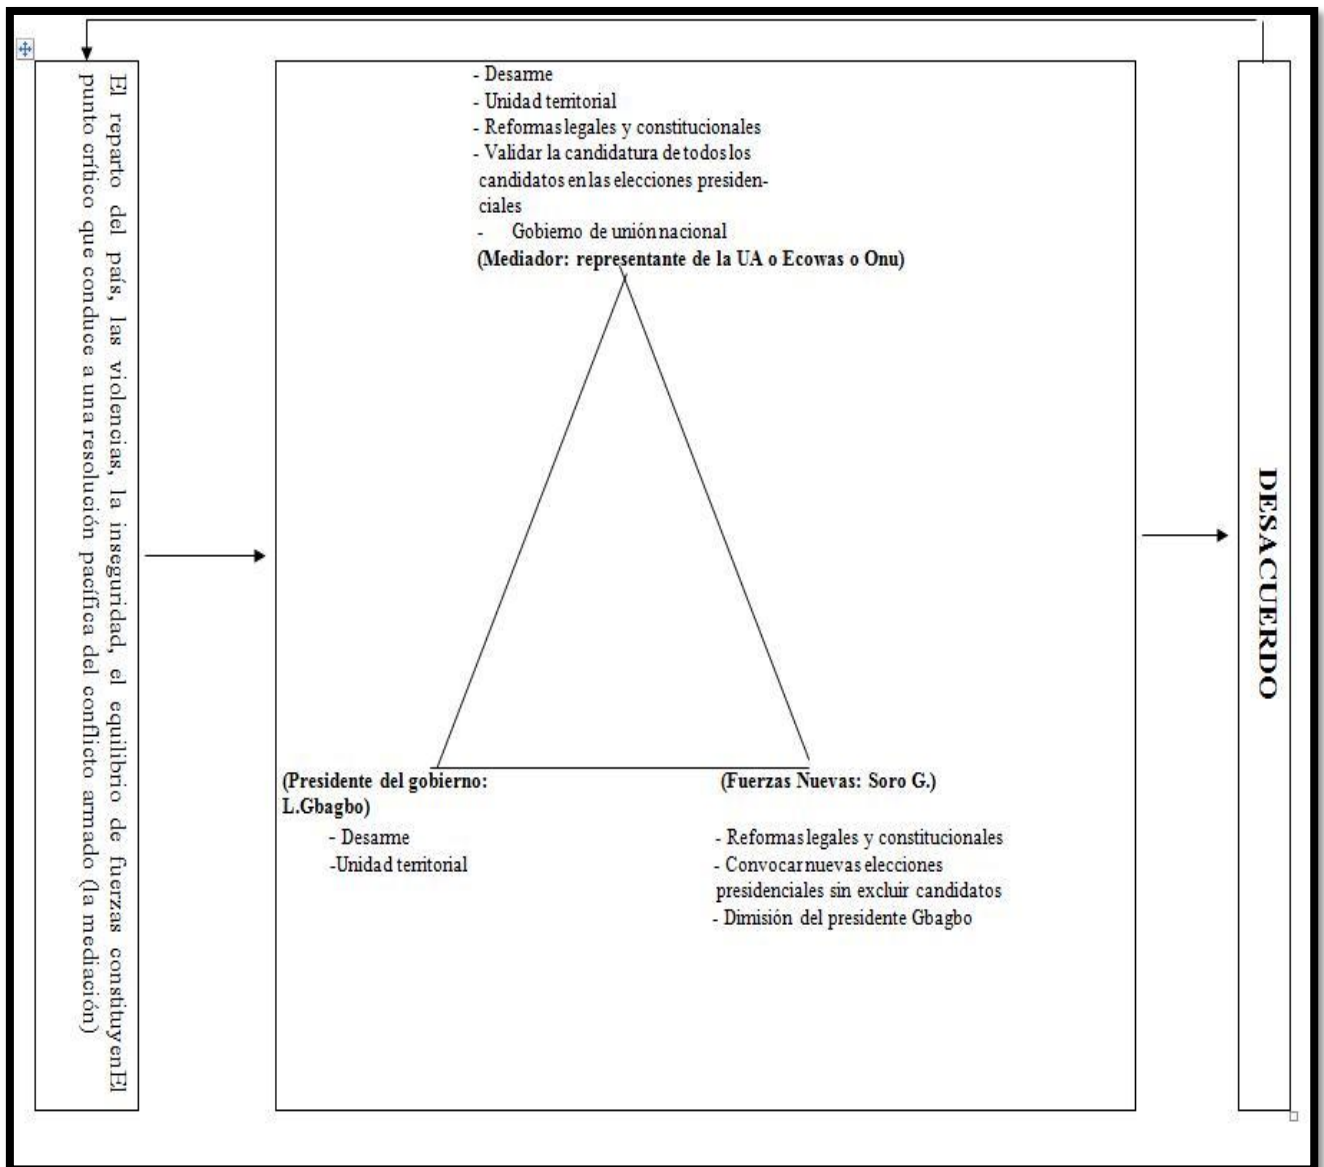 El reparto del país, las violencias, la inseguridad, el equilibrio de fuerzas constituyenEl
punto crítico que conduce a una resolución pacífica del conflicto armado (la mediación)
- Desarme
- Unidad territorial
- Reformas legales y constitucionales
- Validar la candidatura de todos los
candidatos en las elecciones presiden-
ciales
- Gobierno de unión nacional
(Mediador: representante de la UA o Ecowas o Onu)
(Presidente del gobierno:
L.Gbagbo)
- Desarme
-Unidad territorial
(Fuerzas Nuevas: Soro G.)
- Reformas legales y constitucionales
- Convocar nuevas elecciones
presidenciales sin excluir candidatos
- Dimisión del presidente Gbagbo
DESACUERDO